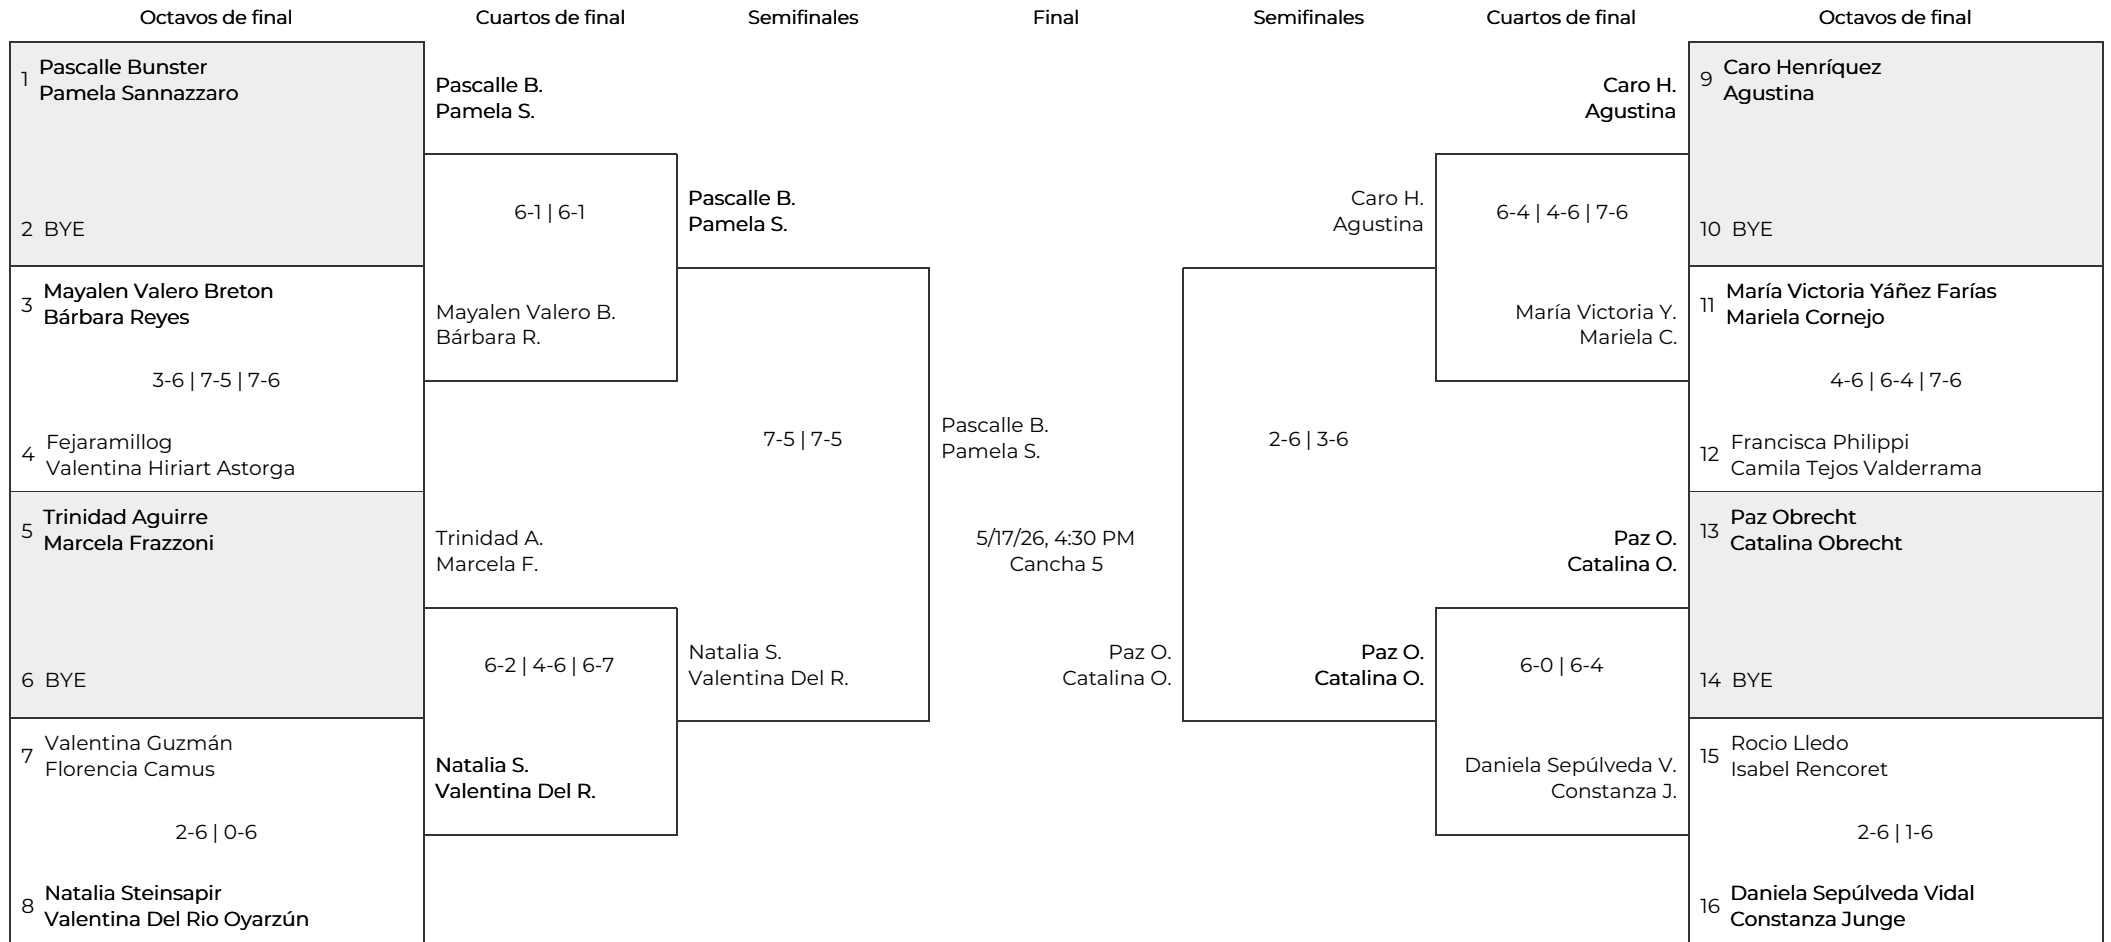 Octavos de final
Cuartos de final
Semifinales
Final
Semifinales
Cuartos de final
Octavos de final
1
Pascalle Bunster
Pamela Sannazzaro
2 BYE
3
Mayalen Valero Breton
Bárbara Reyes
3-6 | 7-5 | 7-6
4
Fejaramillog
Valentina Hiriart Astorga
5
Trinidad Aguirre
Marcela Frazzoni
6 BYE
7
Valentina Guzmán
Florencia Camus
2-6 | 0-6
8
Natalia Steinsapir
Valentina Del Rio Oyarzún
Pascalle B.
Pamela S.
6-1 | 6-1
Mayalen Valero B.
Bárbara R.
Trinidad A.
Marcela F.
6-2 | 4-6 | 6-7
Natalia S.
Valentina Del R.
Pascalle B.
Pamela S.
7-5 | 7-5
Natalia S.
Valentina Del R.
Pascalle B.
Pamela S.
5/17/26, 4:30 PM
Cancha 5
Paz O.
Catalina O.
Caro H.
Agustina
2-6 | 3-6
Paz O.
Catalina O.
Caro H.
Agustina
6-4 | 4-6 | 7-6
María Victoria Y.
Mariela C.
Paz O.
Catalina O.
6-0 | 6-4
Daniela Sepúlveda V.
Constanza J.
9
Caro Henríquez
Agustina
10 BYE
11
María Victoria Yáñez Farías
Mariela Cornejo
4-6 | 6-4 | 7-6
12
Francisca Philippi
Camila Tejos Valderrama
13
Paz Obrecht
Catalina Obrecht
14 BYE
15
Rocio Lledo
Isabel Rencoret
2-6 | 1-6
16
Daniela Sepúlveda Vidal
Constanza Junge